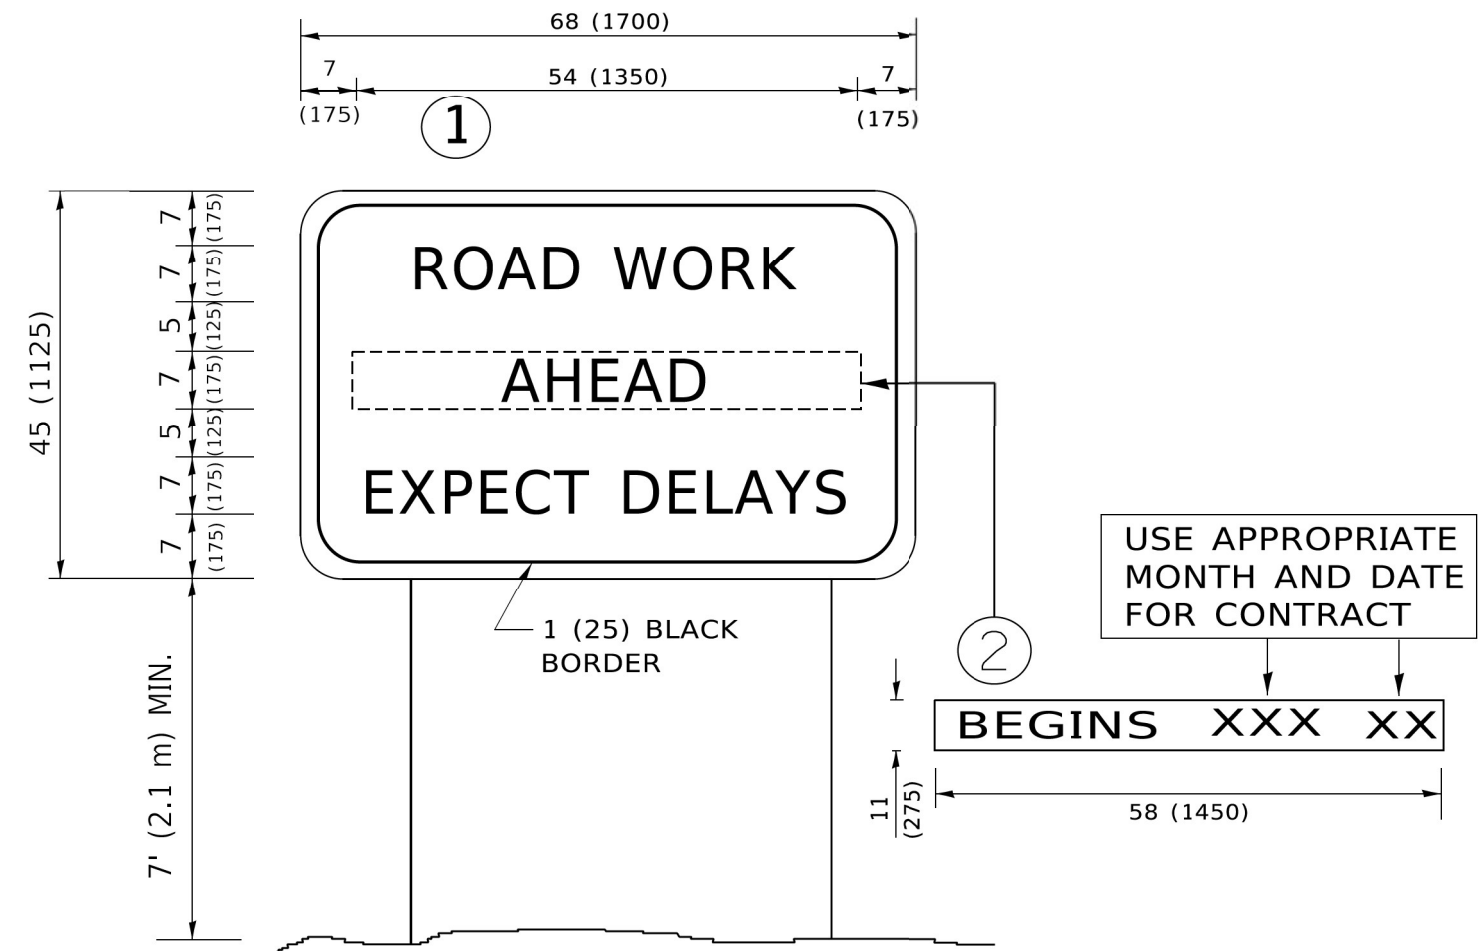 68 (1700)
7
54 (1350)
7
(175)
(175)
1
7
(175)
7
(175)
5
(125)
7
(175)
5
(125)
7
(175)
7
(175)
45 (1125)
ROAD WORK
AHEAD
EXPECT DELAYS
1 (25) BLACK
BORDER
7' (2.1 m) MIN.
USE APPROPRIATE
MONTH AND DATE
FOR CONTRACT
2
BEGINS XXX XX
11
(275)
58 (1450)